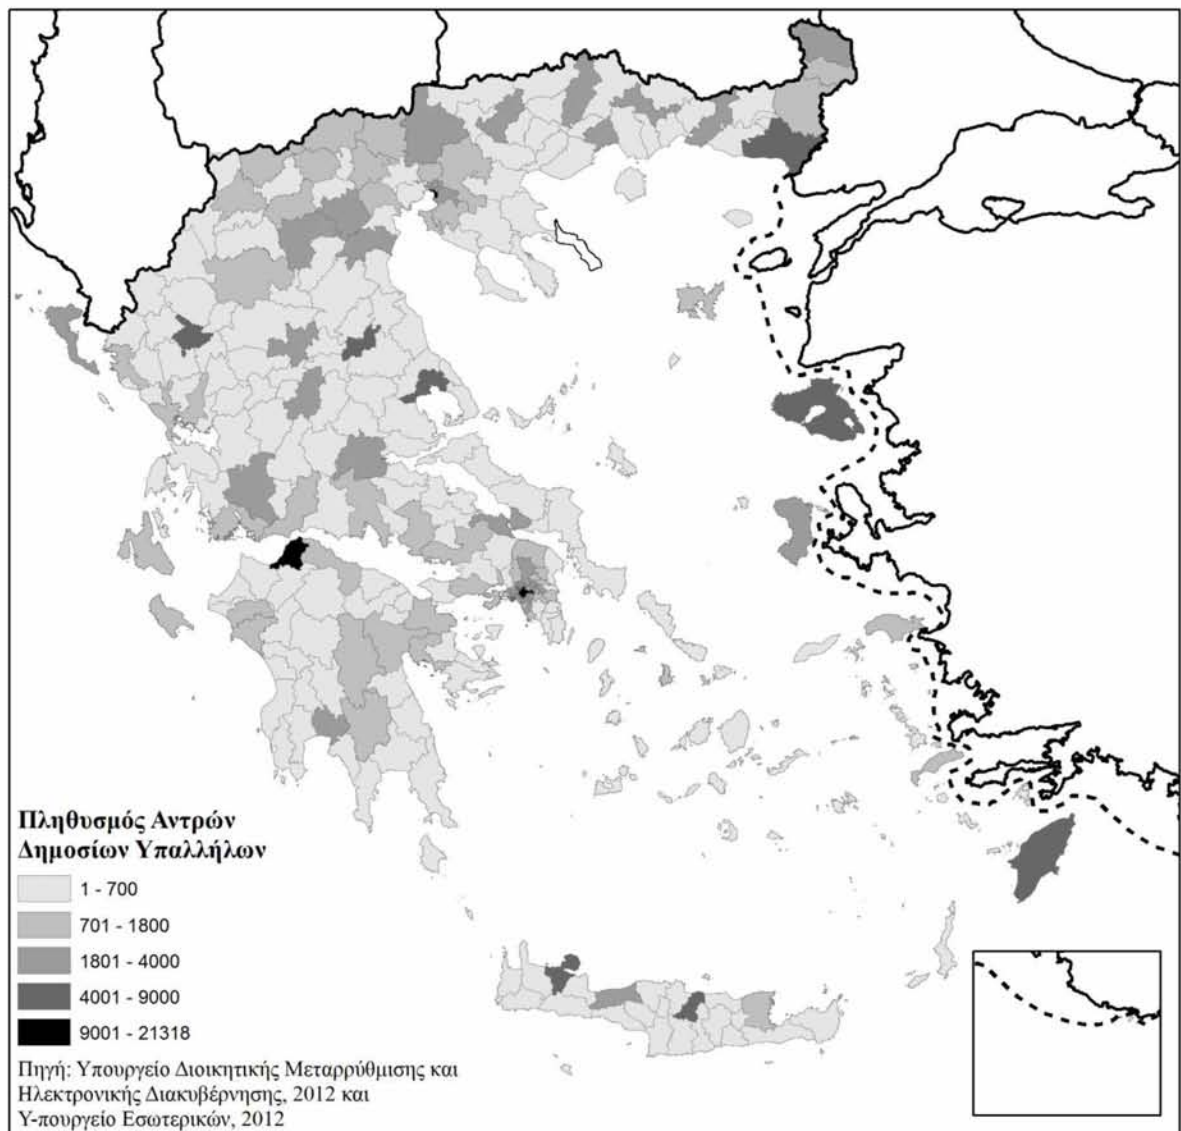 Πληθυσμός Αντρών
Δημοσίων Υπαλλήλων
1 - 700
701 - 1800
1801 - 4000
4001 - 9000
9001 - 21318
Πηγή: Υπουργείο Διοικητικής Μεταρρύθμισης και
Ηλεκτρονικής Διακυβέρνησης, 2012 και
Υ-πουργείο Εσωτερικών, 2012